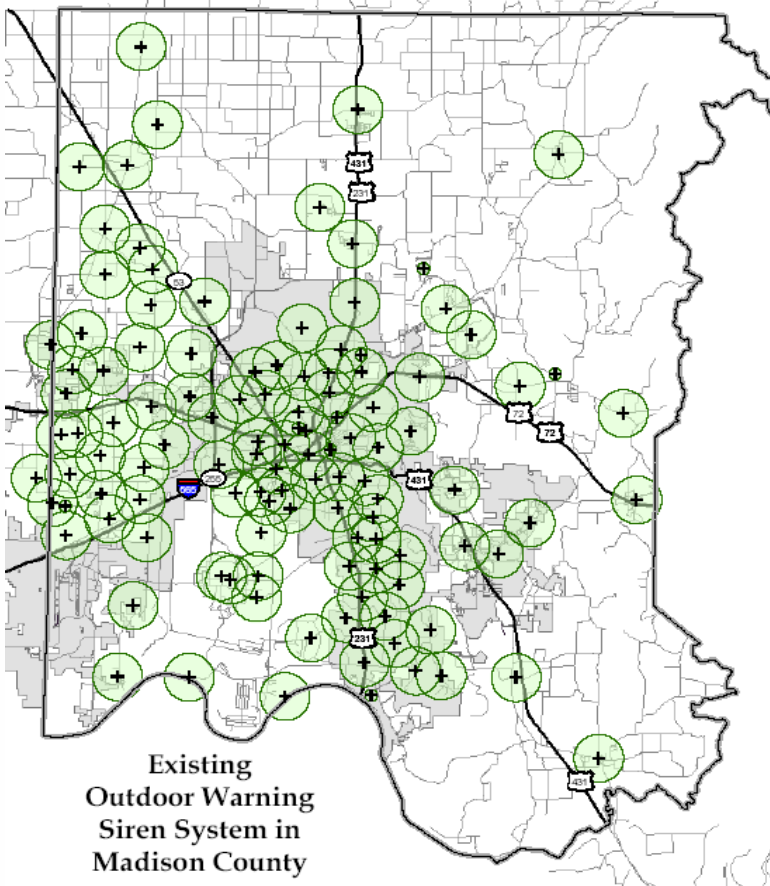 431
231
53
72
72
255
565
431
231
431
Existing
Outdoor Warning
Siren System in
Madison County